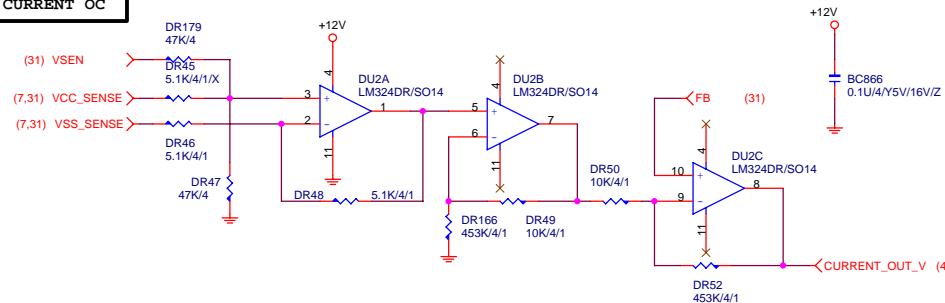 CURRENT OC
DR179
47K/4
(31) VSEN
DR45
5.1K/4/1/X
(7,31) VCC_SENSE
(7,31) VSS_SENSE
DR46
5.1K/4/1
DR47
47K/4
+12V
4
DU2A
LM324DR/SO14
3
+
1
2
−
11
DR48
5.1K/4/1
4
DU2B
LM324DR/SO14
5
+
7
6
−
11
DR166
453K/4/1
DR49
10K/4/1
DR50
10K/4/1
FB
(31)
4
DU2C
LM324DR/SO14
10
+
8
9
−
11
DR52
453K/4/1
CURRENT_OUT_V (4
+12V
BC866
0.1U/4/Y5V/16V/Z